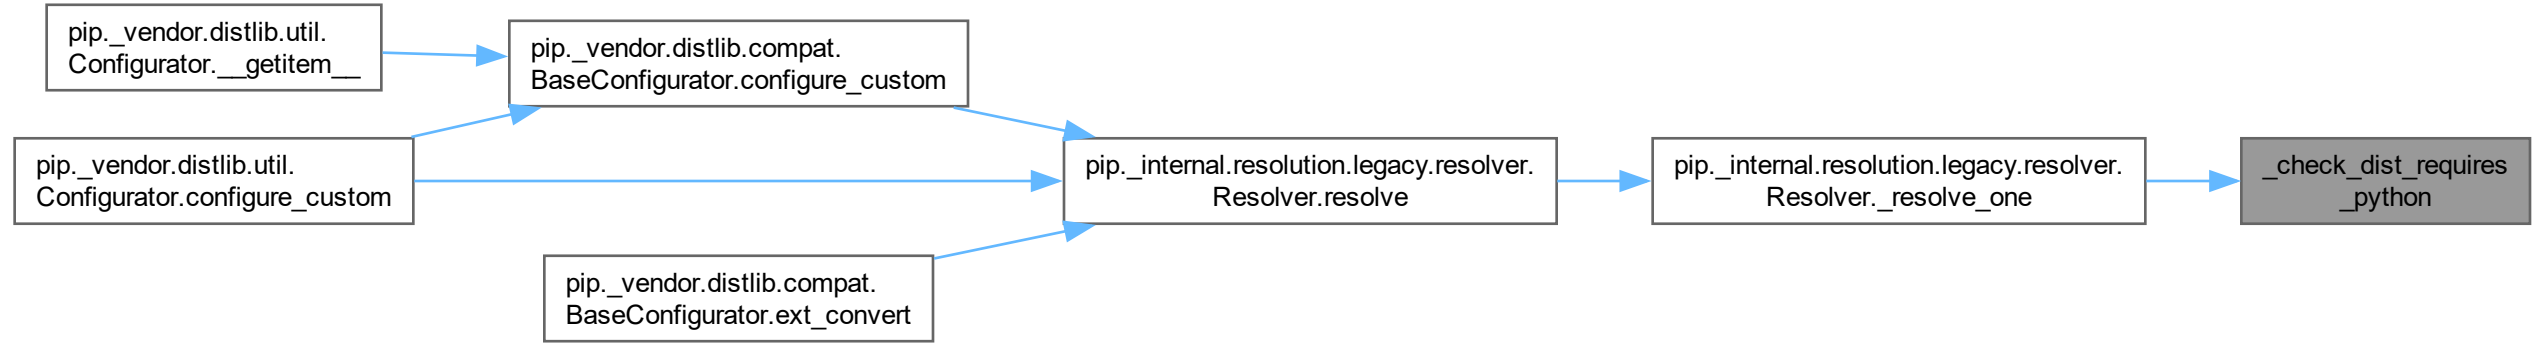 pip._vendor.distlib.util.
Configurator.__getitem__
pip._vendor.distlib.compat.
BaseConfigurator.configure_custom
pip._vendor.distlib.util.
Configurator.configure_custom
pip._internal.resolution.legacy.resolver.
Resolver.resolve
pip._internal.resolution.legacy.resolver.
Resolver._resolve_one
_check_dist_requires
_python
pip._vendor.distlib.compat.
BaseConfigurator.ext_convert